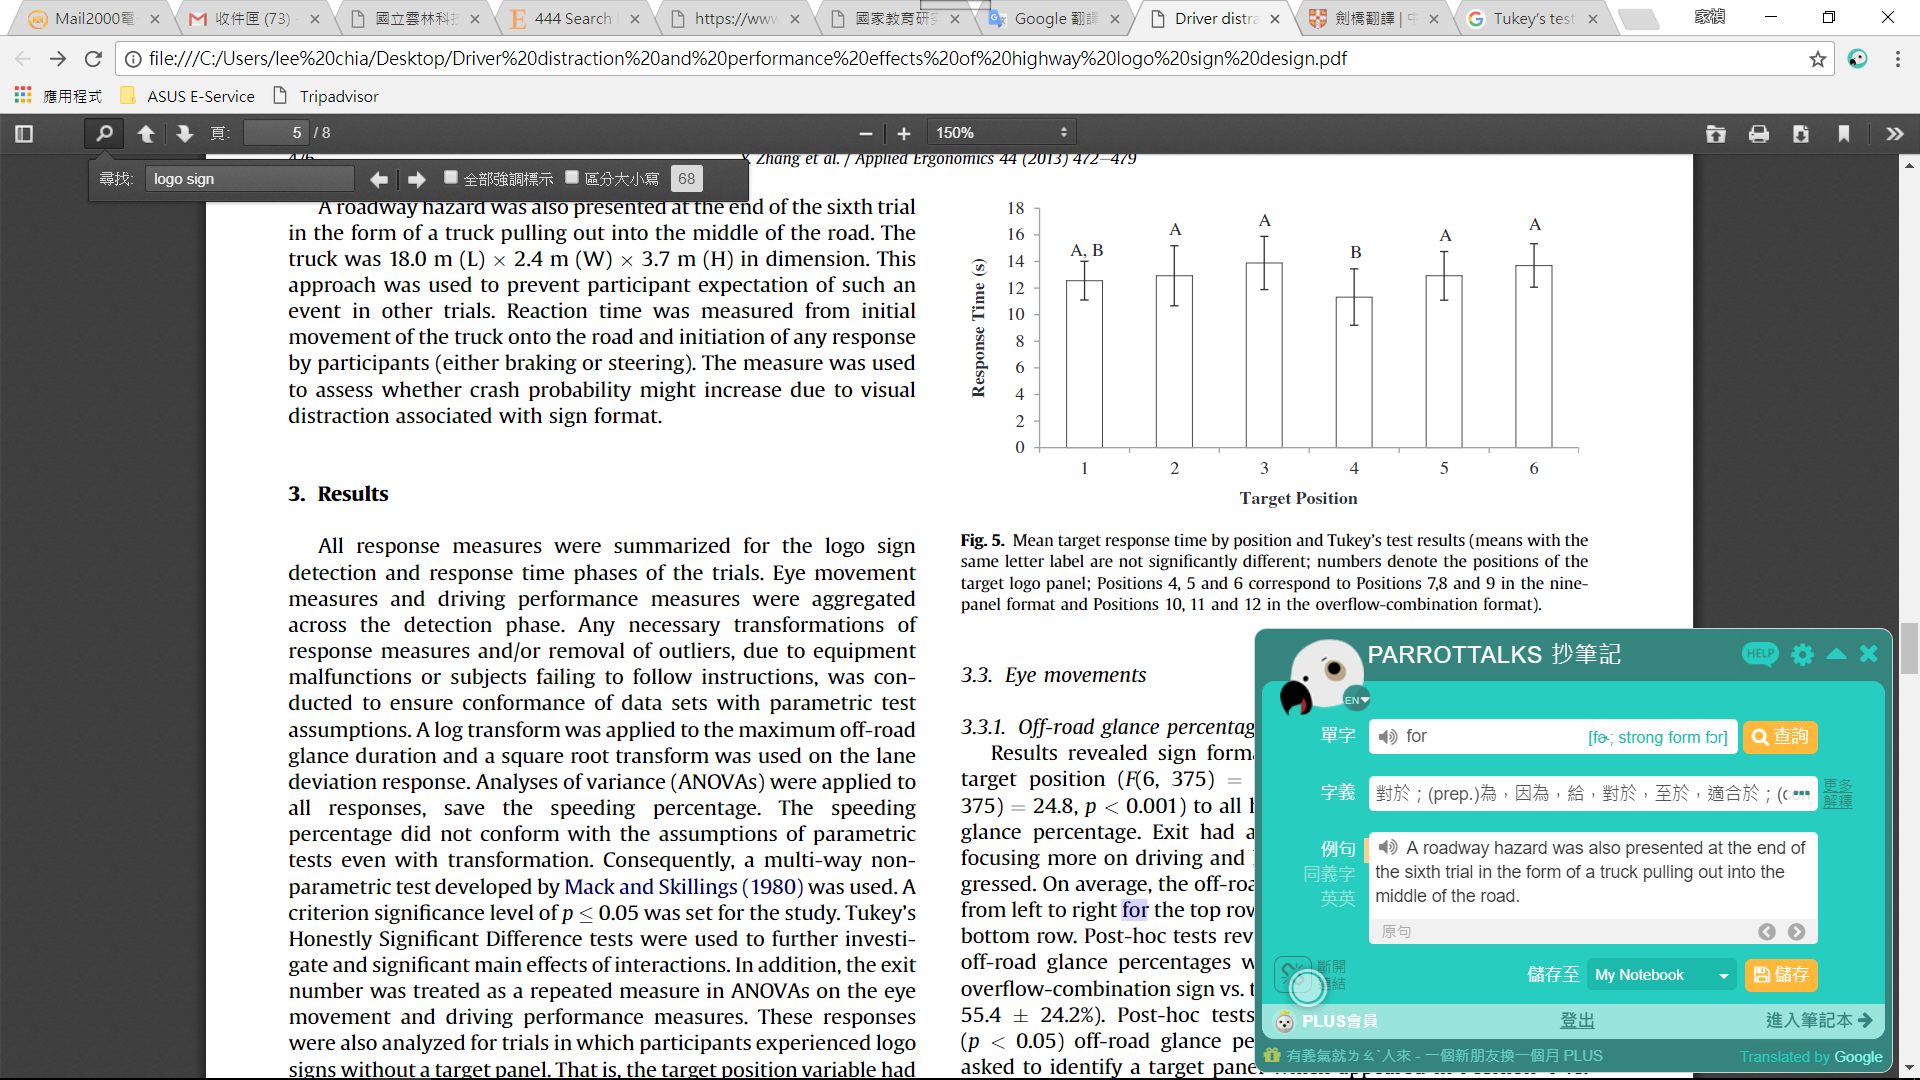 Mail2000電
收件匣 (73) -
國立雲林科
444 Search
https://www
國家教育研究
Google 翻譯
Driver distra
劍橋翻譯 | 中
Tukey's test
家禎
file:///C:/Users/lee%20chia/Desktop/Driver%20distraction%20and%20performance%20effects%20of%20highway%20logo%20sign%20design.pdf
應用程式
ASUS E-Service
Tripadvisor
頁:
5 / 8
150%
尋找:
logo sign
全部強調標示
區分大小寫
68
476
Zhang et al. / Applied Ergonomics 44 (2013) 472–479
A roadway hazard was also presented at the end of the sixth trial
in the form of a truck pulling out into the middle of the road. The
truck was 18.0 m (L) × 2.4 m (W) × 3.7 m (H) in dimension. This
approach was used to prevent participant expectation of such an
event in other trials. Reaction time was measured from initial
movement of the truck onto the road and initiation of any response
by participants (either braking or steering). The measure was used
to assess whether crash probability might increase due to visual
distraction associated with sign format.
3. Results
All response measures were summarized for the logo sign
detection and response time phases of the trials. Eye movement
measures and driving performance measures were aggregated
across the detection phase. Any necessary transformations of
response measures and/or removal of outliers, due to equipment
malfunctions or subjects failing to follow instructions, was con-
ducted to ensure conformance of data sets with parametric test
assumptions. A log transform was applied to the maximum off-road
glance duration and a square root transform was used on the lane
deviation response. Analyses of variance (ANOVAs) were applied to
all responses, save the speeding percentage. The speeding
percentage did not conform with the assumptions of parametric
tests even with transformation. Consequently, a multi-way non-
parametric test developed by Mack and Skillings (1980) was used. A
criterion significance level of p ≤ 0.05 was set for the study. Tukey's
Honestly Significant Difference tests were used to further investi-
gate and significant main effects of interactions. In addition, the exit
number was treated as a repeated measure in ANOVAs on the eye
movement and driving performance measures. These responses
were also analyzed for trials in which participants experienced logo
signs without a target panel. That is, the target position variable had
Response Time (s)
18
16
14
12
10
8
6
4
2
0
A, B
A
A
B
A
A
1
2
3
4
5
6
Target Position
Fig. 5. Mean target response time by position and Tukey's test results (means with the
same letter label are not significantly different; numbers denote the positions of the
target logo panel; Positions 4, 5 and 6 correspond to Positions 7,8 and 9 in the nine-
panel format and Positions 10, 11 and 12 in the overflow-combination format).
3.3. Eye movements
3.3.1. Off-road glance percentag
Results revealed sign forma
target position (F(6, 375) =
375) = 24.8, p < 0.001) to all h
glance percentage. Exit had a
focusing more on driving and
gressed. On average, the off-roa
from left to right for the top row
bottom row. Post-hoc tests rev
off-road glance percentages w
overflow-combination sign vs. t
55.4 ± 24.2%). Post-hoc tests
(p < 0.05) off-road glance pe
asked to identify a target pane
PARROTTALKS 抄筆記
HELP
EN
單字
for
[fɚ; strong form fɔr]
查詢
字義
對於；(prep.)為，因為，給，對於，至於，適合於；(co
更多
解釋
例句
同義字
英英
A roadway hazard was also presented at the end of
the sixth trial in the form of a truck pulling out into the
middle of the road.
原句
斷開
連結
儲存至
My Notebook
儲存
PLUS會員
登出
進入筆記本
有義氣就ㄌㄠˋ人來 - 一個新朋友換一個月 PLUS
Translated by Google